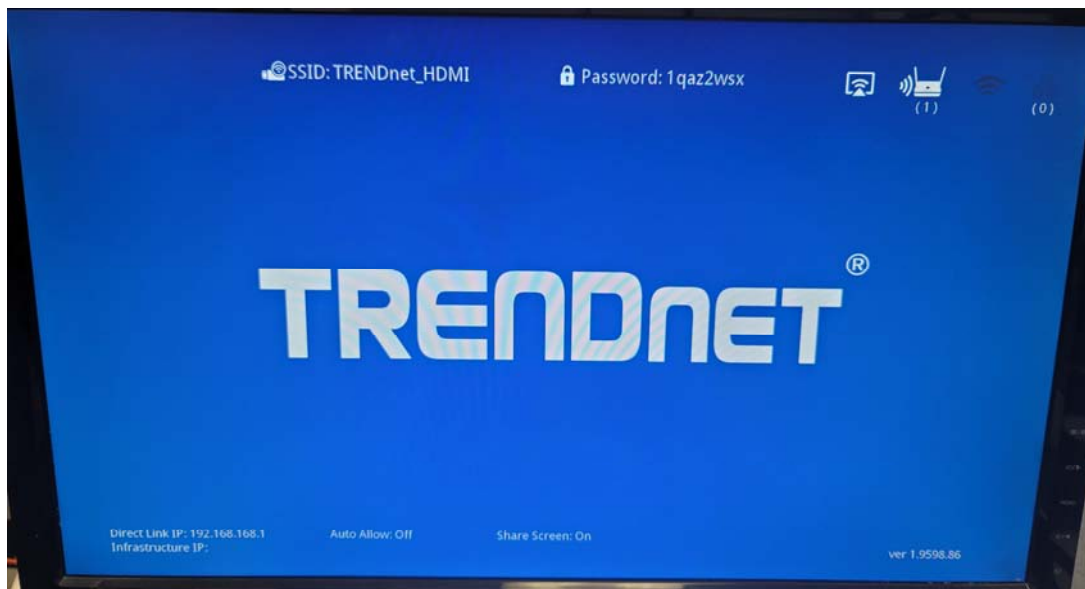 SSID: TRENDnet_HDMI
Password: 1qaz2wsx
(1)
(0)
TRENDNET®
Direct Link IP: 192.168.168.1
Auto Allow: Off
Share Screen: On
Infrastructure IP:
ver 1.9598.86